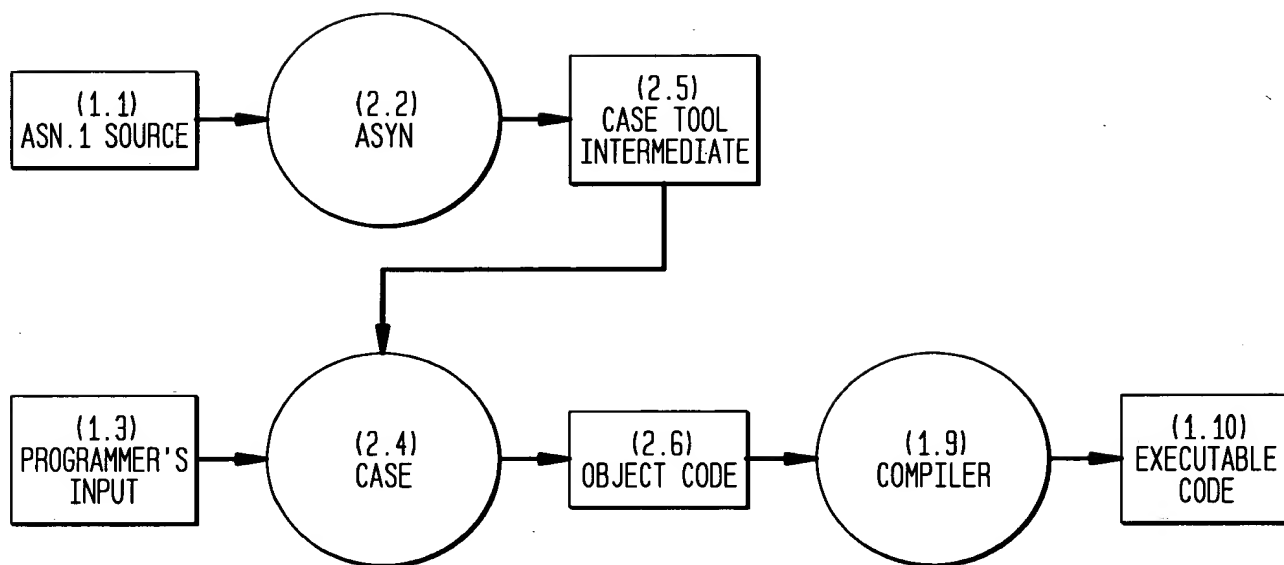 (1.1)
ASN.1 SOURCE
(2.2)
ASYN
(2.5)
CASE TOOL
INTERMEDIATE
(1.3)
PROGRAMMER'S
INPUT
(2.4)
CASE
(2.6)
OBJECT CODE
(1.9)
COMPILER
(1.10)
EXECUTABLE
CODE